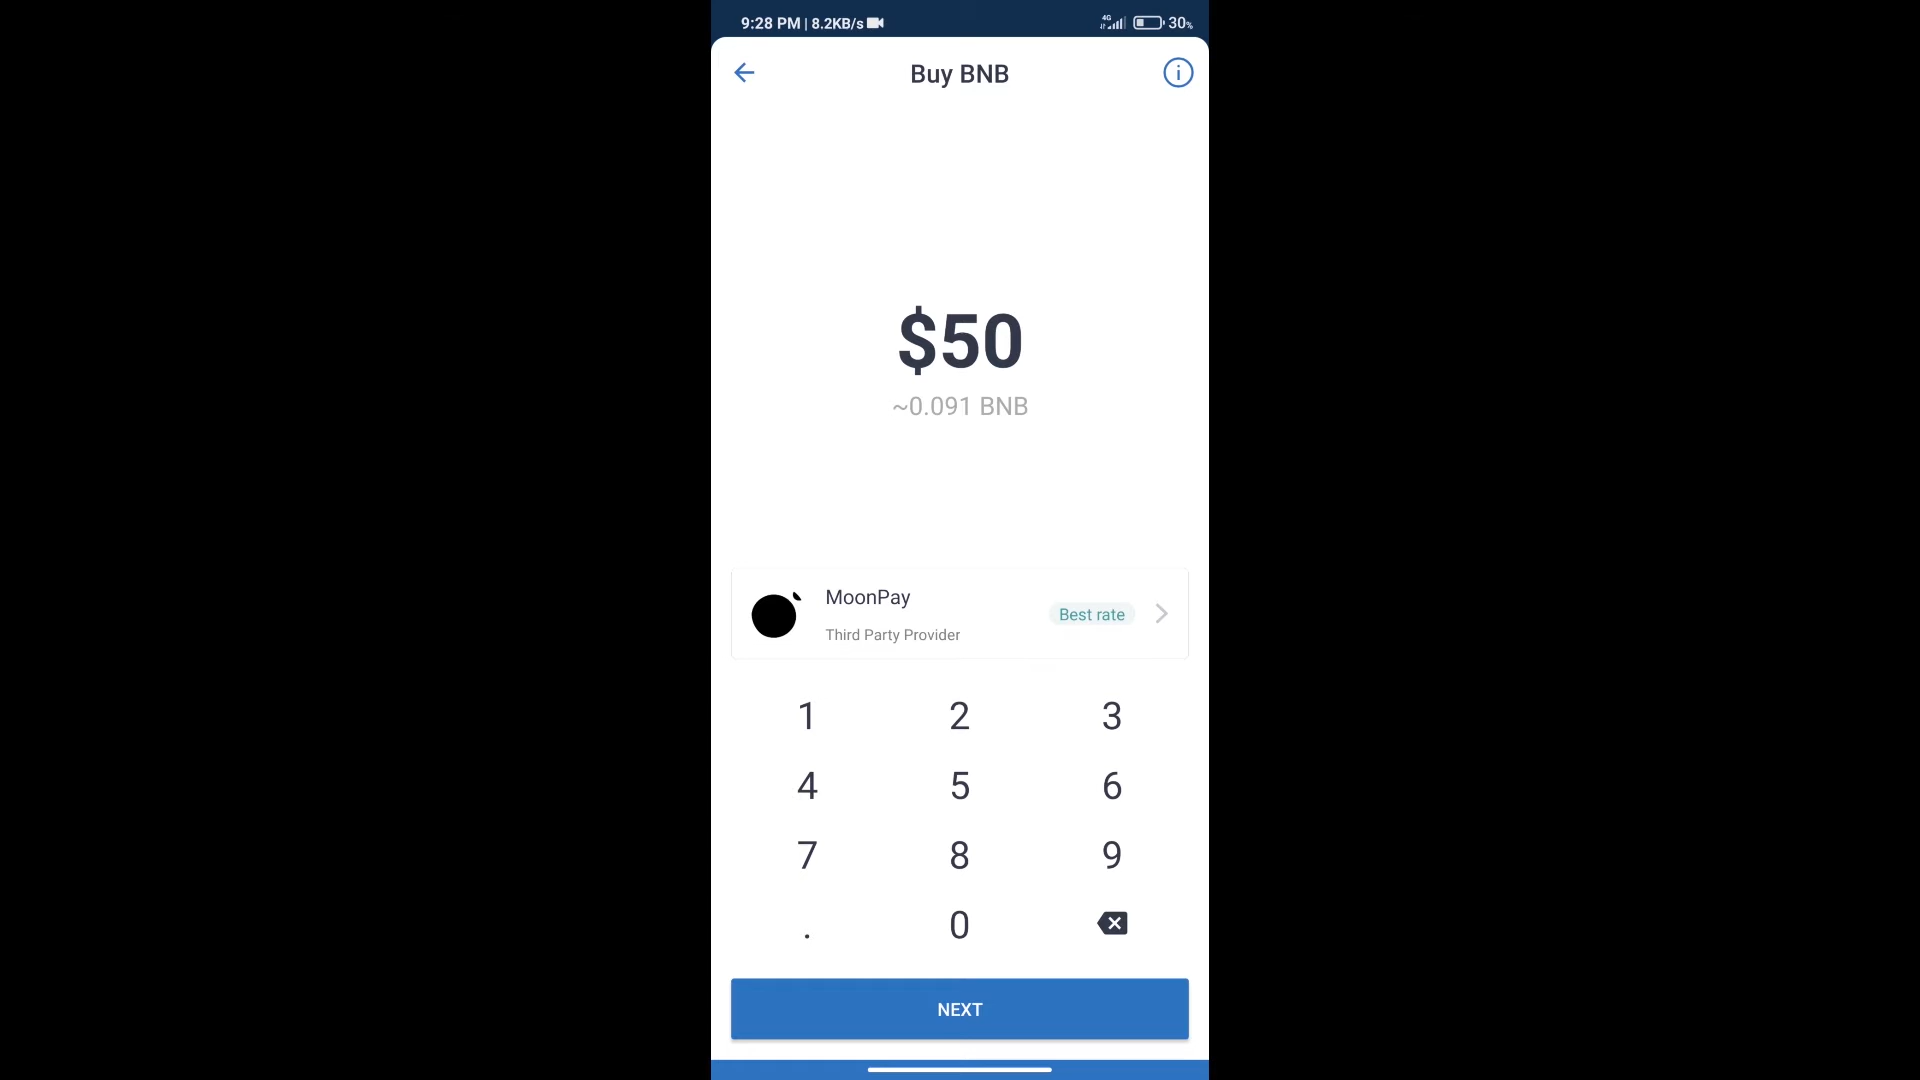 9:28 PM | 8.2KB/s 4G 30%
Buy BNB
$50
~0.091 BNB
MoonPay
Third Party Provider
Best rate
1 2 3
4 5 6
7 8 9
. 0
NEXT